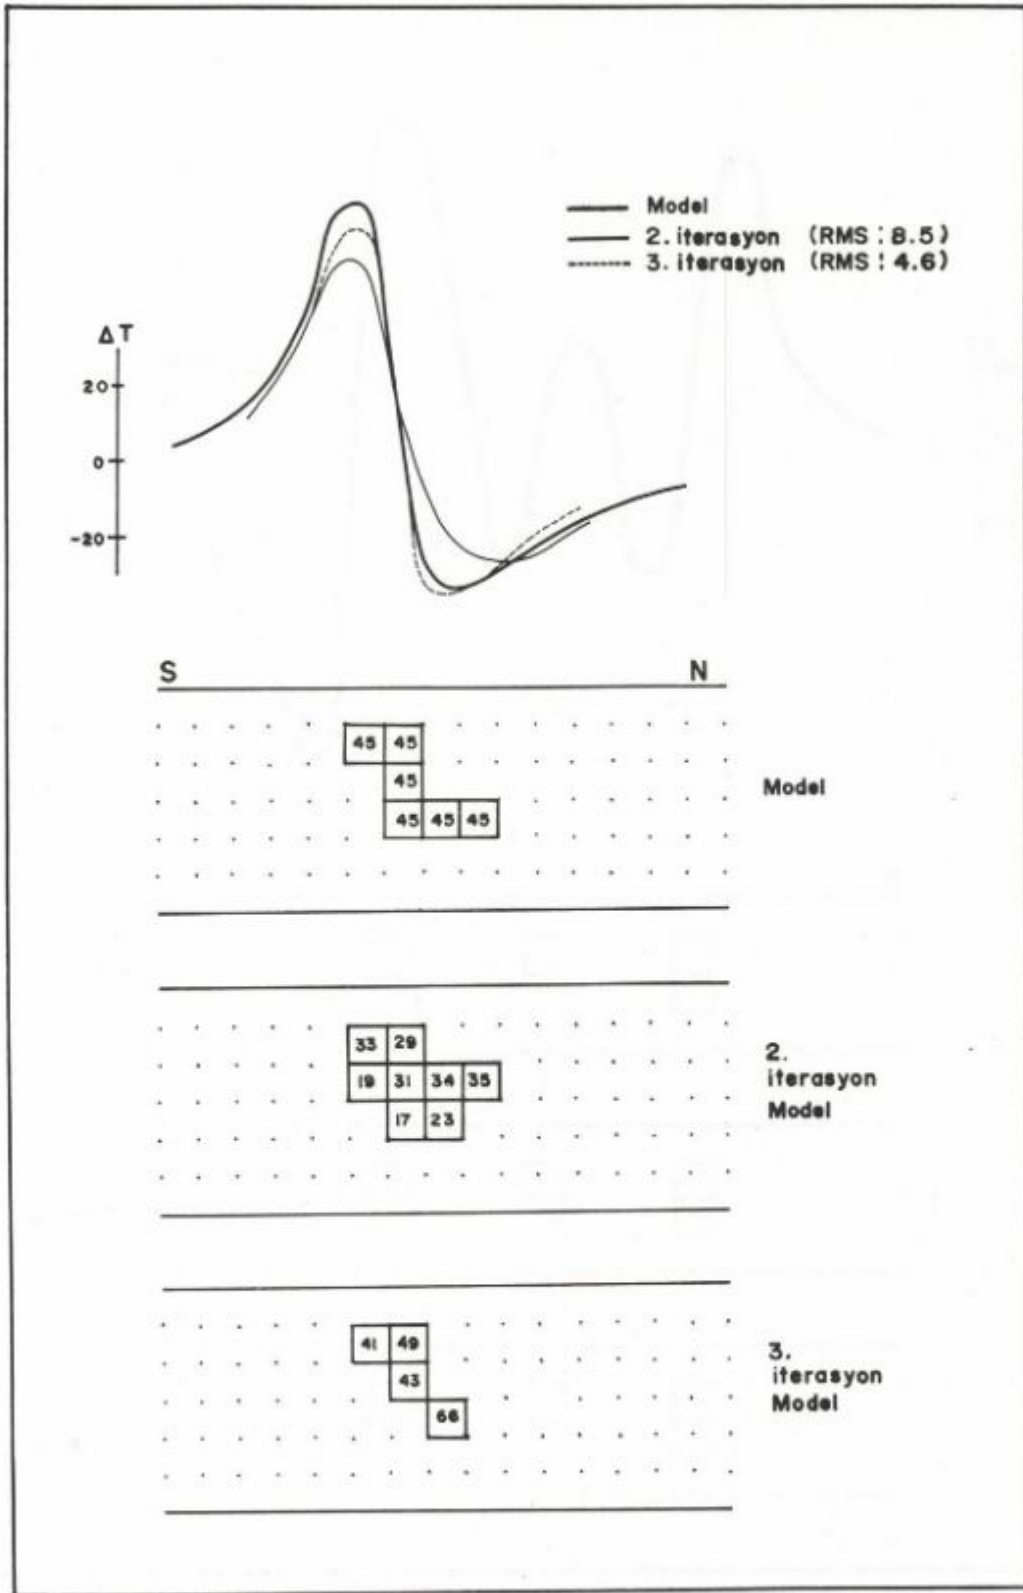 Model
2. iterasyon (RMS : 8.5)
3. iterasyon (RMS : 4.6)
ΔT
20
0
-20
S N
45 45
45
45 45 45
Model
33 29
19 31 34 35
17 23
2.
iterasyon
Model
41 49
43
66
3.
iterasyon
Model